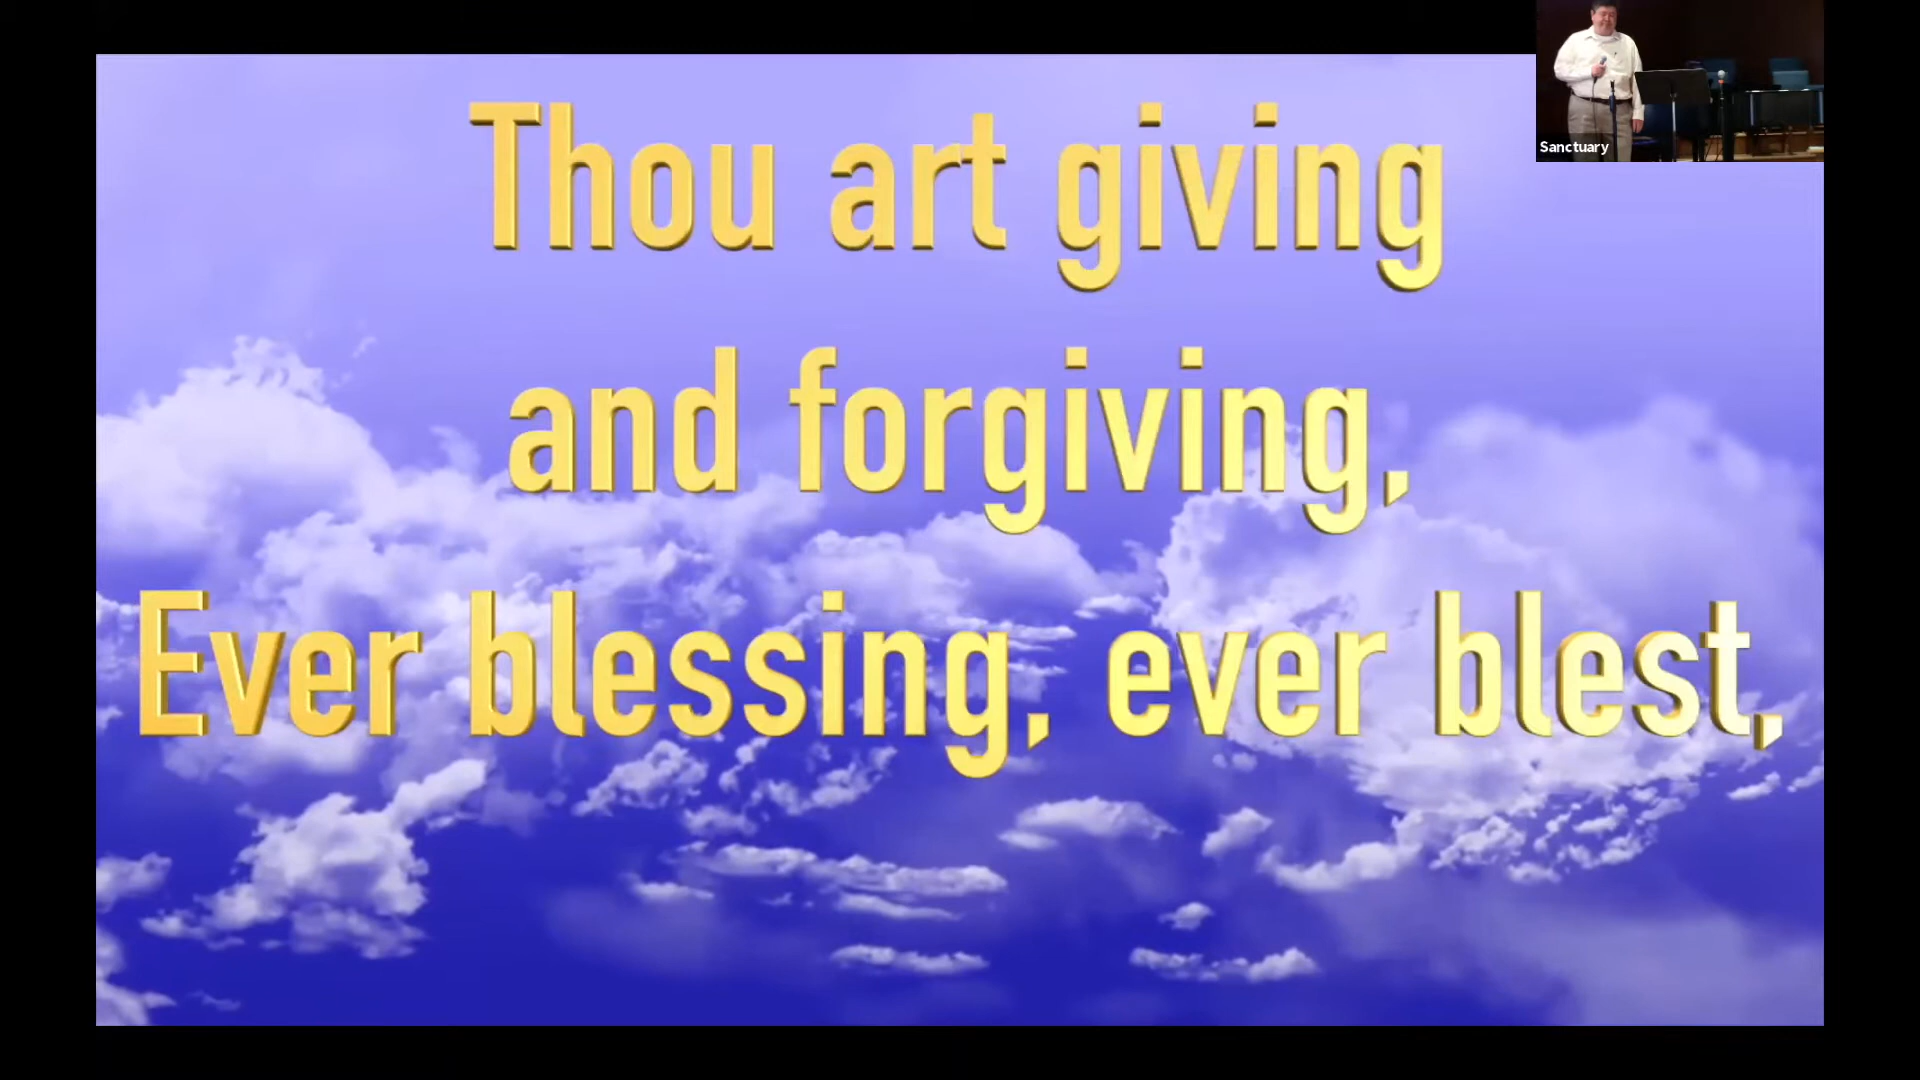 Thou art giving
and forgiving,
Ever blessing, ever blest,
Sanctuary